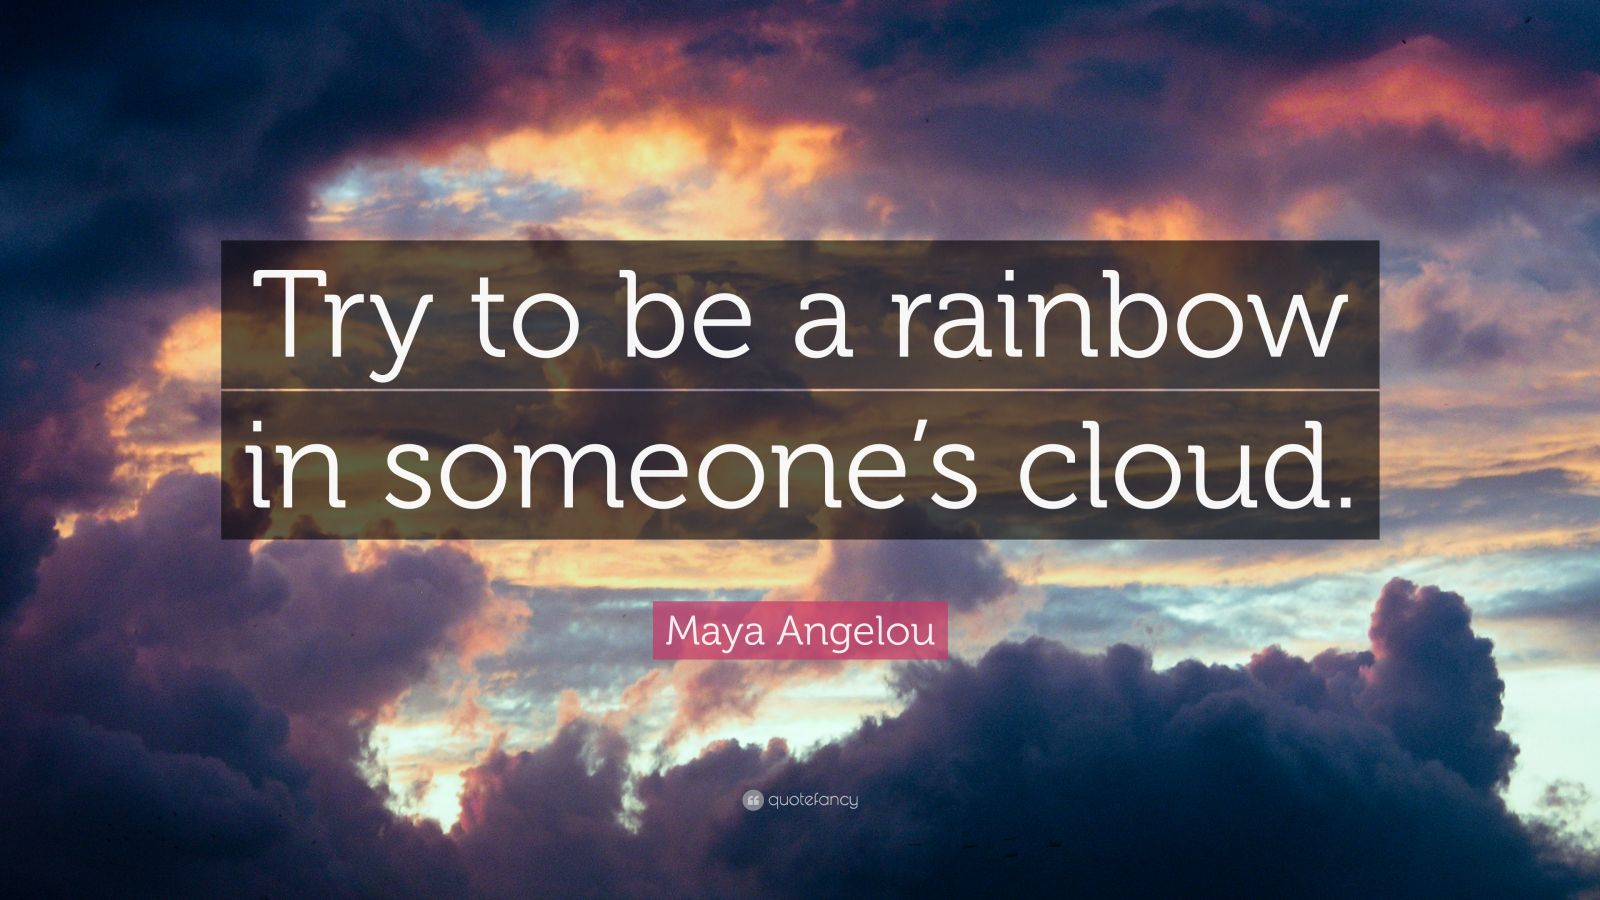 Try to be a rainbow
in someone’s cloud.
Maya Angelou
quotefancy